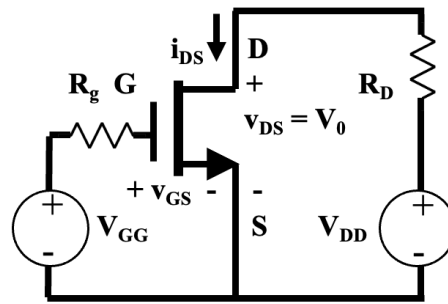 i_DS D
R_g G + R_D
v_DS = V_0
+ v_GS - -
+ V_GG S V_DD +
- -